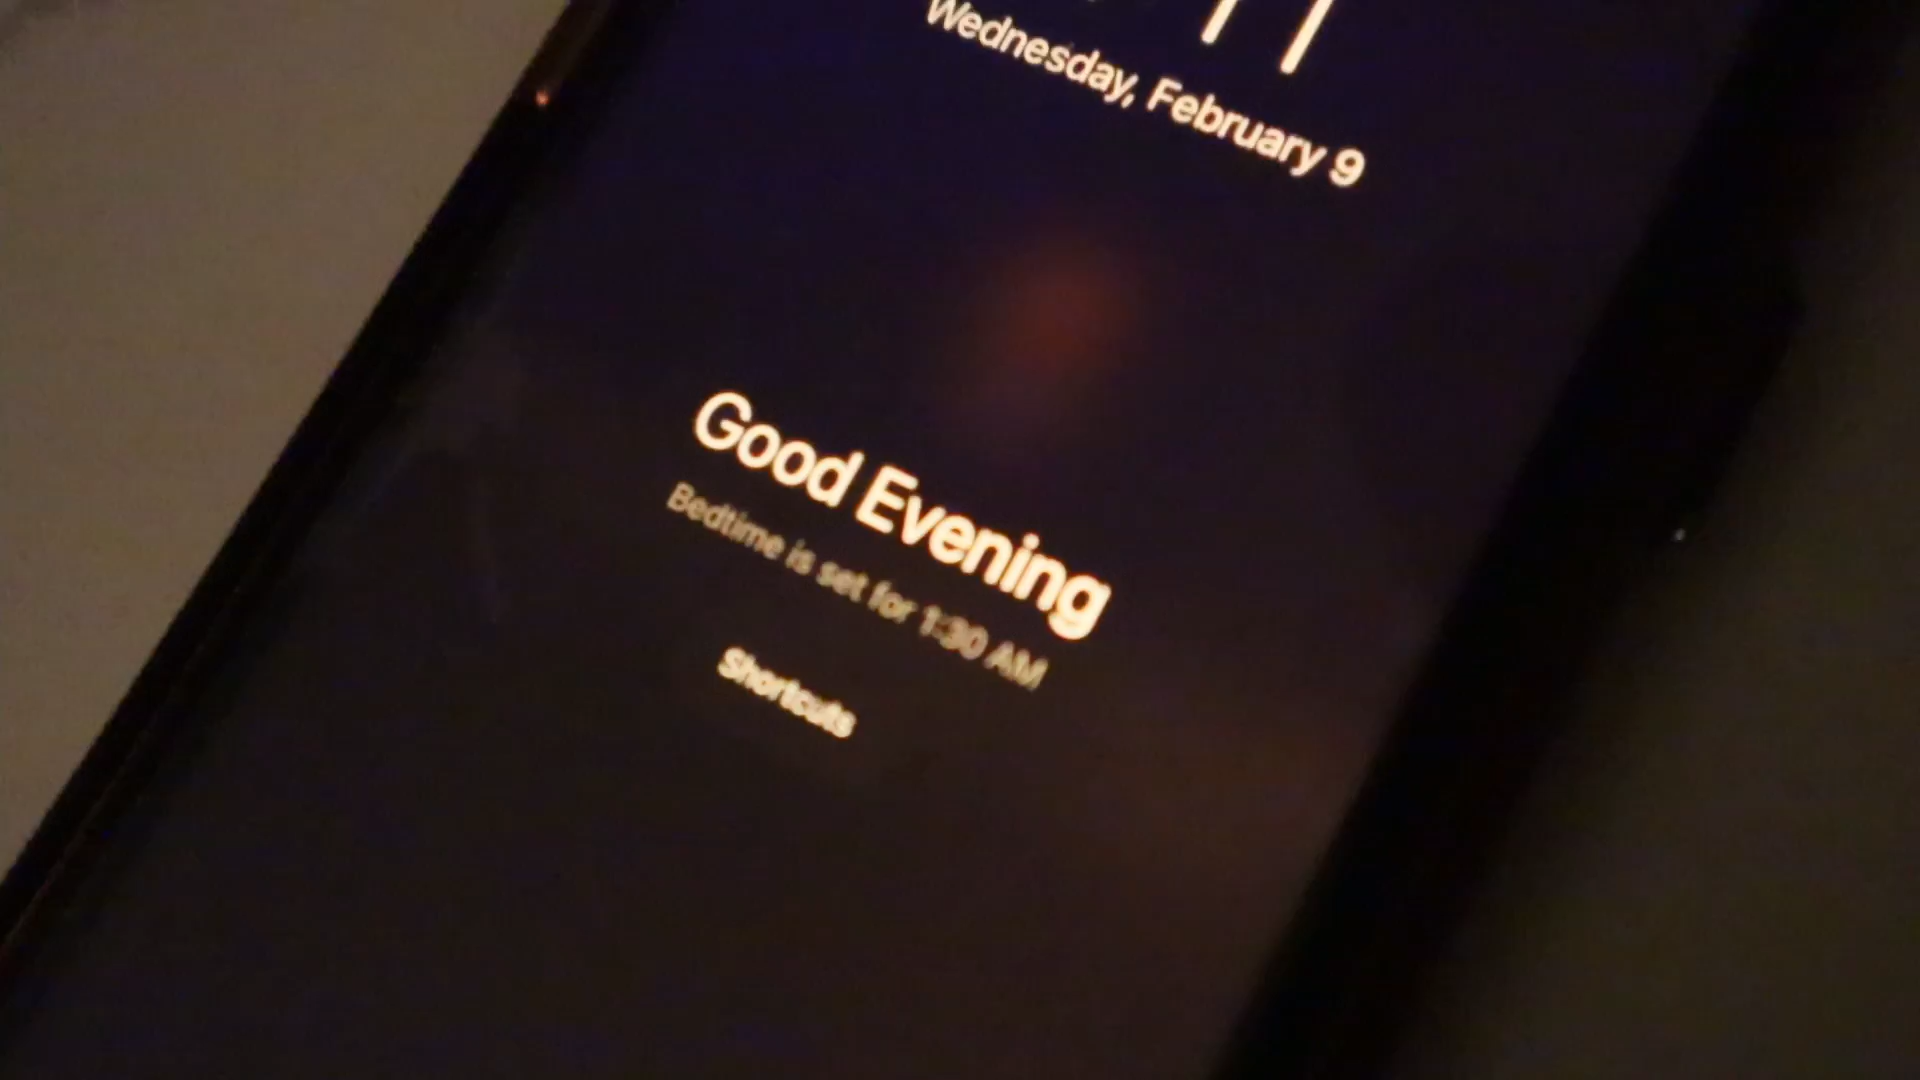 Wednesday, February 9
Good Evening
Bedtime is set for 1:30 AM
Shortcuts